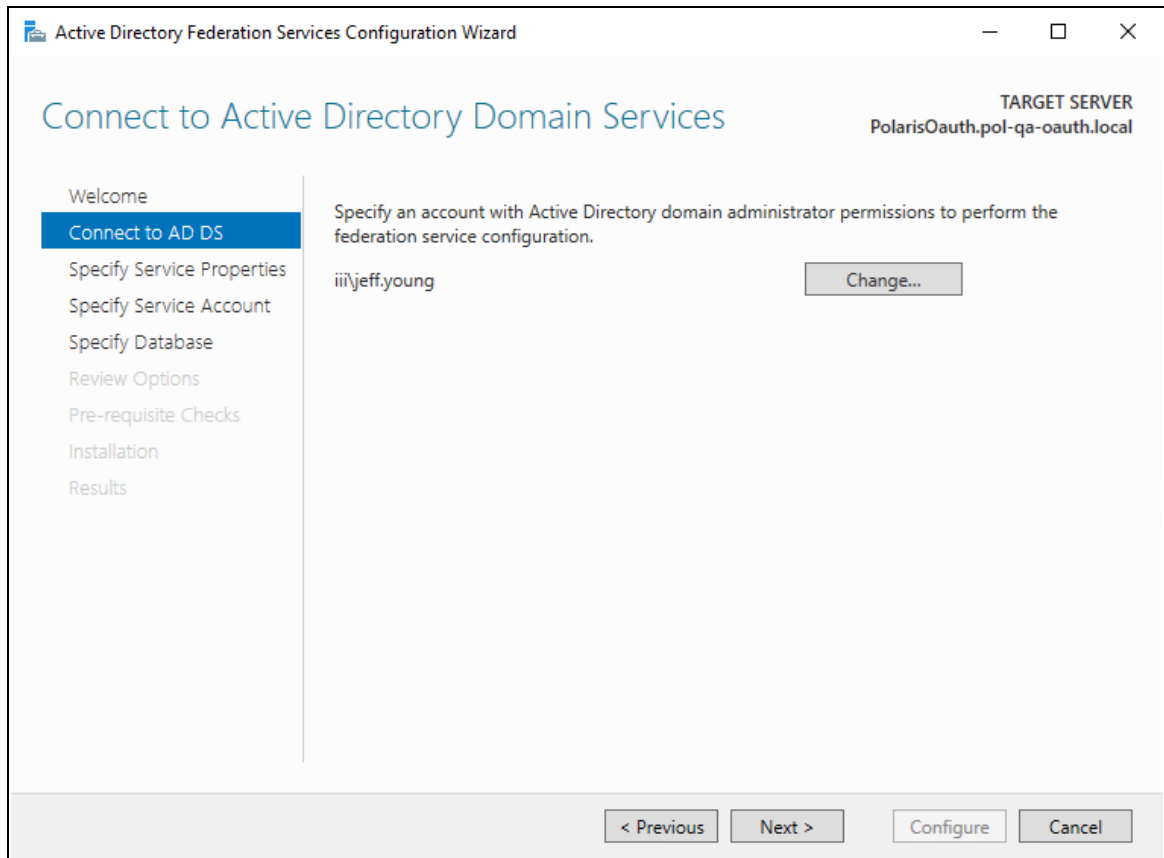 Active Directory Federation Services Configuration Wizard
Connect to Active Directory Domain Services
TARGET SERVER
PolarisOauth.pol-qa-oauth.local
Welcome
Connect to AD DS
Specify Service Properties
Specify Service Account
Specify Database
Review Options
Pre-requisite Checks
Installation
Results
Specify an account with Active Directory domain administrator permissions to perform the
federation service configuration.
iii\jeff.young
Change...
< Previous
Next >
Configure
Cancel